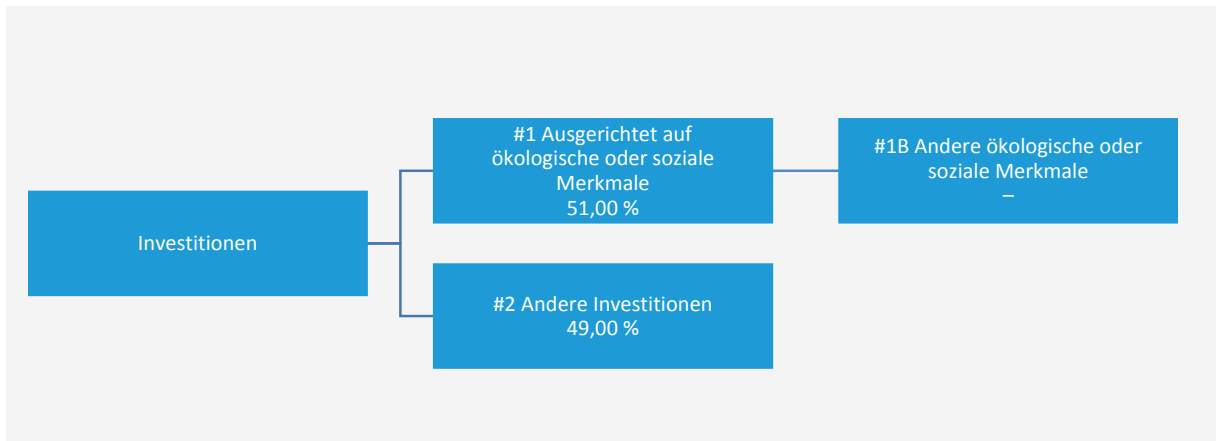 Investitionen
#1 Ausgerichtet auf
ökologische oder soziale
Merkmale
51,00 %
#1B Andere ökologische oder
soziale Merkmale
–
#2 Andere Investitionen
49,00 %